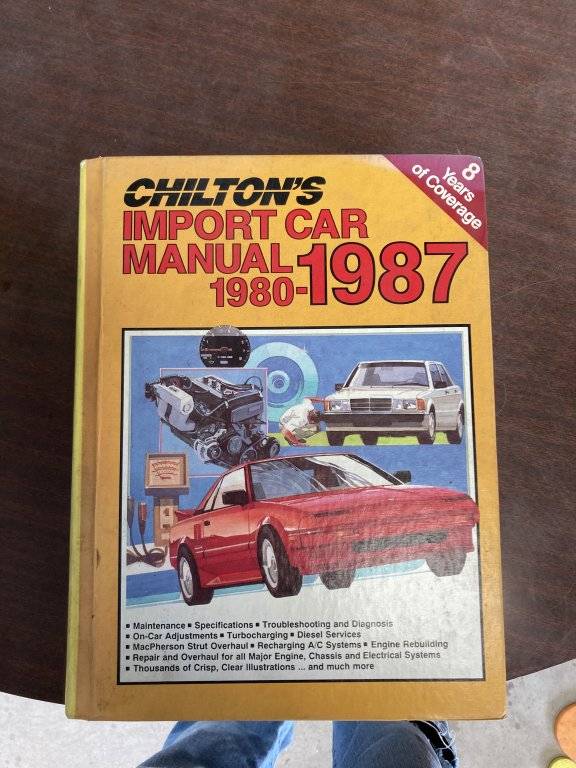 CHILTON'S
8
Years
of Coverage
IMPORT CAR
MANUAL
1980-1987
▪ Maintenance ▪ Specifications ▪ Troubleshooting and Diagnosis
▪ On-Car Adjustments ▪ Turbocharging ▪ Diesel Services
▪ MacPherson Strut Overhaul ▪ Recharging A/C Systems ▪ Engine Rebuilding
▪ Repair and Overhaul for all Major Engine, Chassis and Electrical Systems
▪ Thousands of Crisp, Clear Illustrations ... and much more